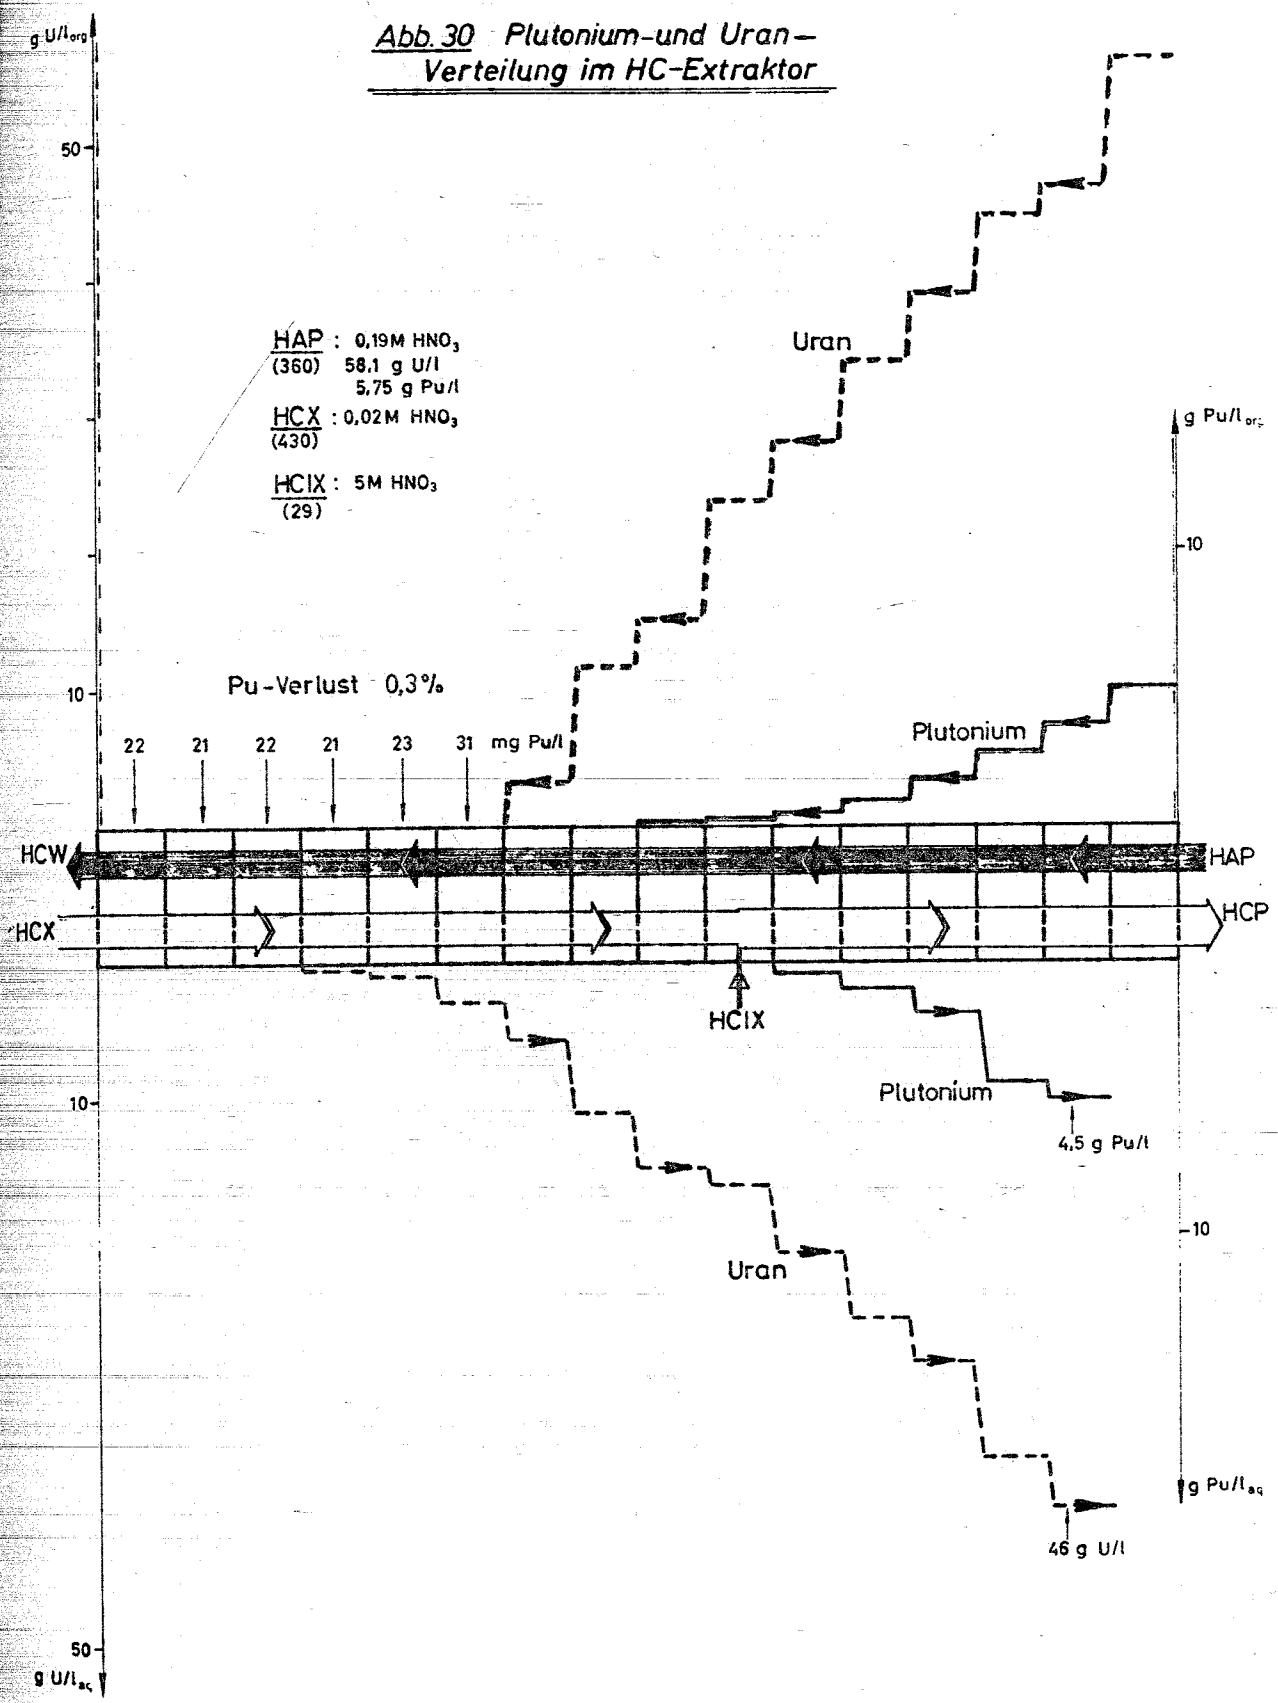 g U/l org
Abb. 30 Plutonium-und Uran-
Verteilung im HC-Extraktor
50
HAP : 0,19M HNO₃
(360) 58,1 g U/l
5,75 g Pu/l
HCX : 0,02M HNO₃
(430)
HCIX : 5M HNO₃
(29)
Uran
g Pu/l org
10
10
Pu-Verlust 0,3%
22 21 22 21 23 31 mg Pu/l
Plutonium
HCW
HAP
HCX
HCP
HCIX
10
Plutonium
4,5 g Pu/l
10
Uran
g Pu/l aq
46 g U/l
50
g U/l aq